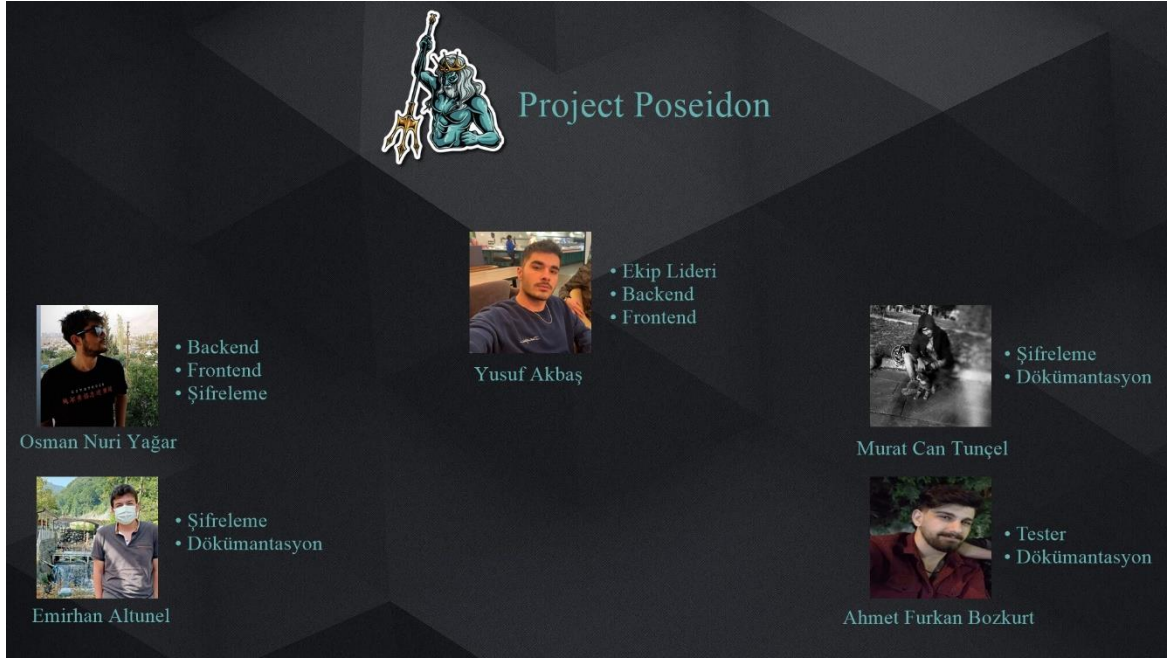 Project Poseidon
• Ekip Lideri
• Backend
• Frontend
Yusuf Akbaş
• Backend
• Frontend
• Şifreleme
Osman Nuri Yağar
• Şifreleme
• Dökümantasyon
Murat Can Tunçel
• Şifreleme
• Dökümantasyon
Emirhan Altunel
• Tester
• Dökümantasyon
Ahmet Furkan Bozkurt